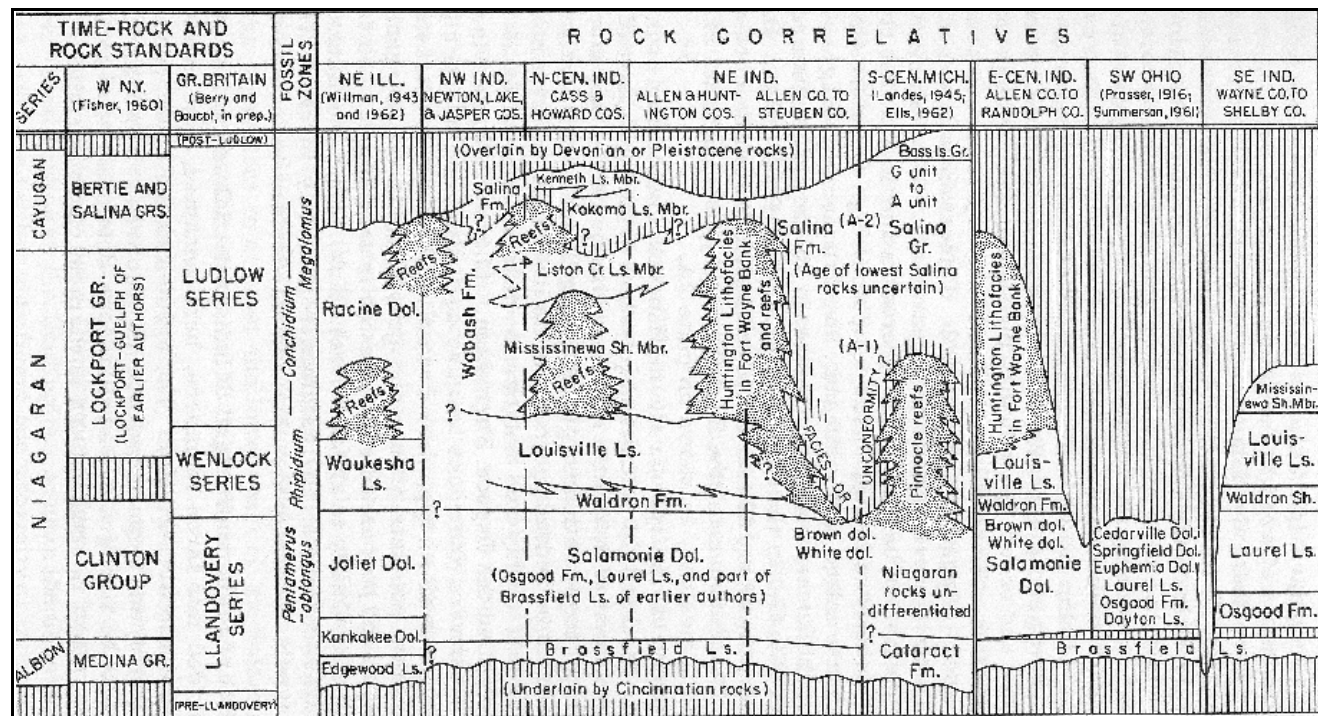 TIME-ROCK AND
ROCK STANDARDS
ROCK CORRELATIVES
SERIES
W N.Y.
(Fisher, 1960)
GR. BRITAIN
(Berry and
Boucot, in prep.)
FOSSIL
ZONES
NE ILL.
(Willman, 1943
and 1962)
NW IND.
NEWTON, LAKE,
& JASPER COS.
N-CEN. IND.
CASS &
HOWARD COS.
NE IND.
ALLEN & HUNT-
INGTON COS.
ALLEN CO. TO
STEUBEN CO.
S-CEN. MICH.
(Landes, 1945;
Ells, 1962)
E-CEN. IND.
ALLEN CO. TO
RANDOLPH CO.
SW OHIO
(Prosser, 1916;
Summerson, 1961)
SE IND.
WAYNE CO. TO
SHELBY CO.
CAYUGAN
NIAGARAN
ALBION
BERTIE AND
SALINA GRS.
LOCKPORT GR.
(LOCKPORT-GUELPH OF
EARLIER AUTHORS)
CLINTON
GROUP
MEDINA GR.
(POST-LUDLOW)
LUDLOW
SERIES
WENLOCK
SERIES
LLANDOVERY
SERIES
(PRE-LLANDOVERY)
Megalomus
Conchidium
Rhipidium
Pentamerus
oblongus
Racine Dol.
Reefs
Waukesha
Ls.
Joliet Dol.
Kankakee Dol.
Edgewood Ls.
Reefs
?
Wabash Fm.
?
?
?
(Overlain by Devonian or Pleistocene rocks)
Salina
Fm.
Kenneth Ls. Mbr.
Kokomo Ls. Mbr.
Reefs
?
?
Liston Cr. Ls. Mbr.
Mississinewa Sh. Mbr.
Reefs
Louisville Ls.
Waldron Fm.
Salamonie Dol.
(Osgood Fm., Laurel Ls., and part of
Brassfield Ls. of earlier authors)
Brassfield Ls.
(Underlain by Cincinnatian rocks)
Huntington Lithofacies
in Fort Wayne Bank
and reefs
?
Salina
Fm.
(A-2)
(Age of lowest Salina
rocks uncertain)
(A-1)
FACIES OR
UNCONFORMITY ?
Brown dol.
White dol.
Bass Is. Gr.
G unit
to
A unit
Salina
Gr.
Pinnacle reefs
Niagaran
rocks un-
differentiated
?
Cataract
Fm.
Huntington Lithofacies
in Fort Wayne Bank
Louis-
ville Ls.
Waldron Fm.
Brown dol.
White dol.
Salamonie
Dol.
Cedarville Dol.
Springfield Dol.
Euphemia Dol.
Laurel Ls.
Osgood Fm.
Dayton Ls.
Brassfield Ls.
Mississin-
ewa Sh. Mbr.
Louis-
ville Ls.
Waldron Sh.
Laurel Ls.
Osgood Fm.